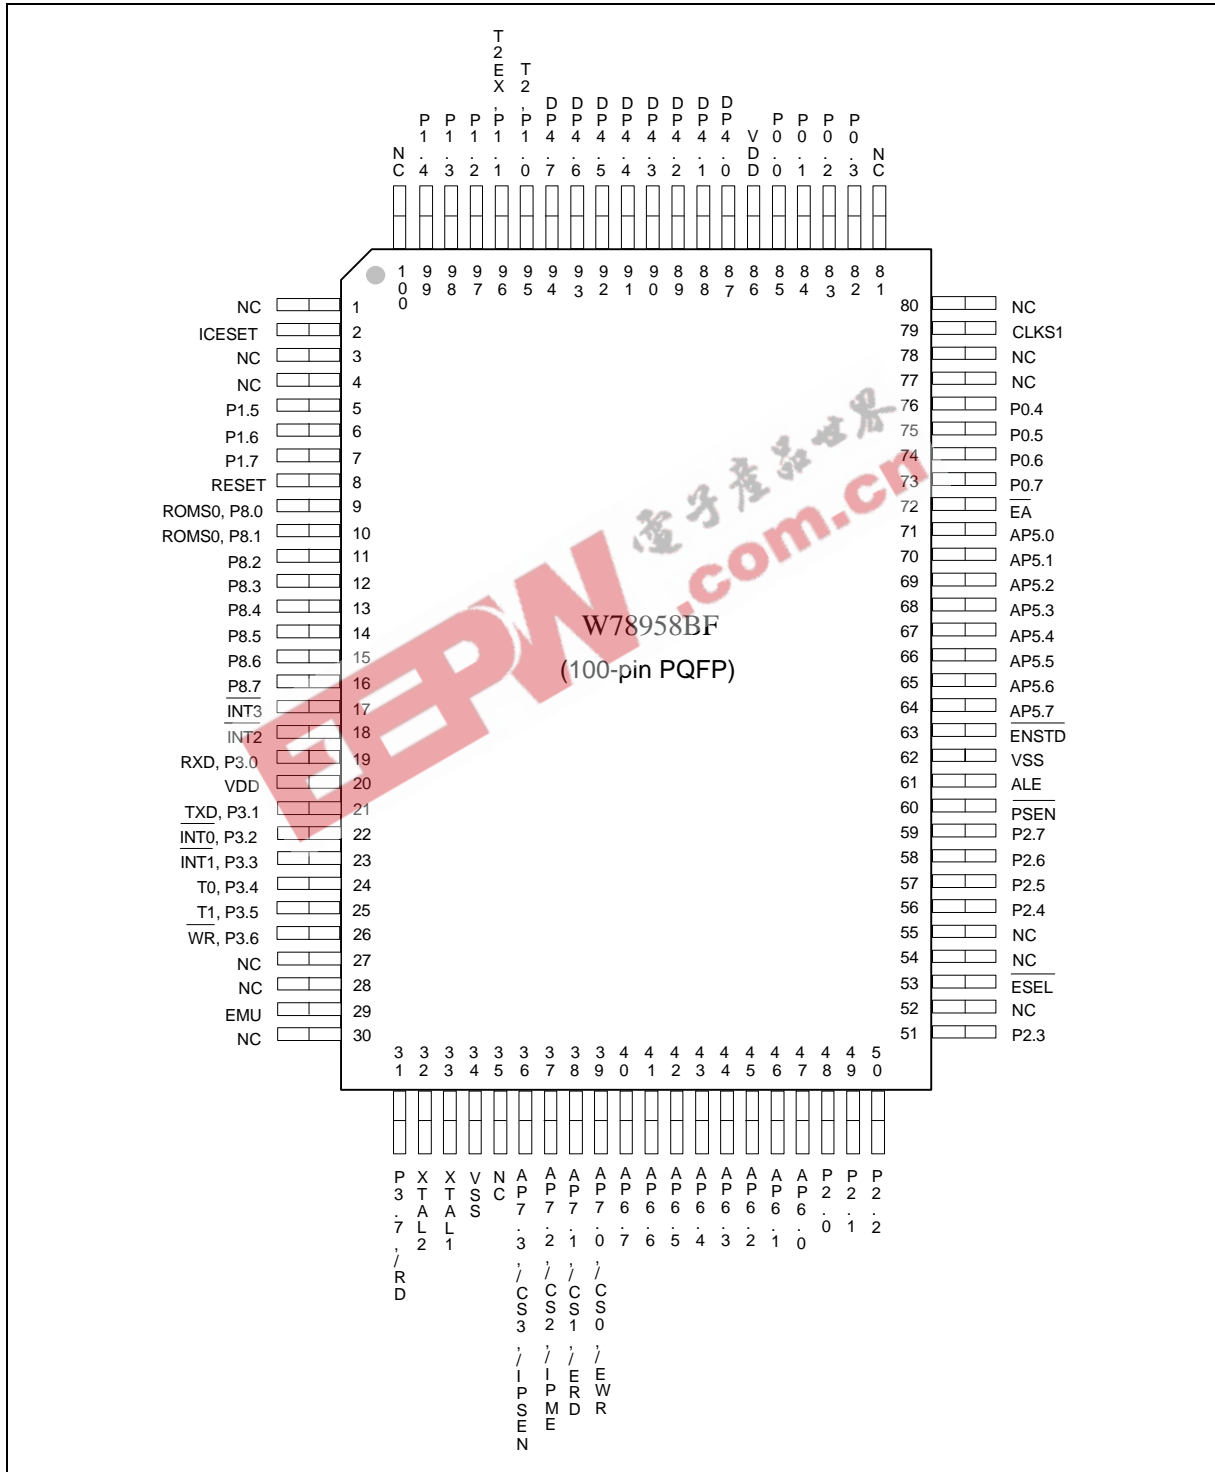 NC
P1.4
P1.3
P1.2
T2EX,P1.1
T2,P1.0
DP4.7
DP4.6
DP4.5
DP4.4
DP4.3
DP4.2
DP4.1
DP4.0
VDD
P0.0
P0.1
P0.2
P0.3
NC
100 99 98 97 96 95 94 93 92 91 90 89 88 87 86 85 84 83 82 81
NC 1
ICESET 2
NC 3
NC 4
P1.5 5
P1.6 6
P1.7 7
RESET 8
ROMS0, P8.0 9
ROMS0, P8.1 10
P8.2 11
P8.3 12
P8.4 13
P8.5 14
P8.6 15
P8.7 16
INT3 17
INT2 18
RXD, P3.0 19
VDD 20
TXD, P3.1 21
INT0, P3.2 22
INT1, P3.3 23
T0, P3.4 24
T1, P3.5 25
WR, P3.6 26
NC 27
NC 28
EMU 29
NC 30
W78958BF
(100-pin PQFP)
EEPW
電子產品世界
.com.cn
80 NC
79 CLKS1
78 NC
77 NC
76 P0.4
75 P0.5
74 P0.6
73 P0.7
72 EA
71 AP5.0
70 AP5.1
69 AP5.2
68 AP5.3
67 AP5.4
66 AP5.5
65 AP5.6
64 AP5.7
63 ENSTD
62 VSS
61 ALE
60 PSEN
59 P2.7
58 P2.6
57 P2.5
56 P2.4
55 NC
54 NC
53 ESEL
52 NC
51 P2.3
31 32 33 34 35 36 37 38 39 40 41 42 43 44 45 46 47 48 49 50
P3.7,/RD
XTAL2
XTAL1
VSS
NC
AP7.3,/CS3,/IPSEN
AP7.2,/CS2,/IPME
AP7.1,/CS1,/ERD
AP7.0,/CS0,/EWR
AP6.7
AP6.6
AP6.5
AP6.4
AP6.3
AP6.2
AP6.1
AP6.0
P2.0
P2.1
P2.2